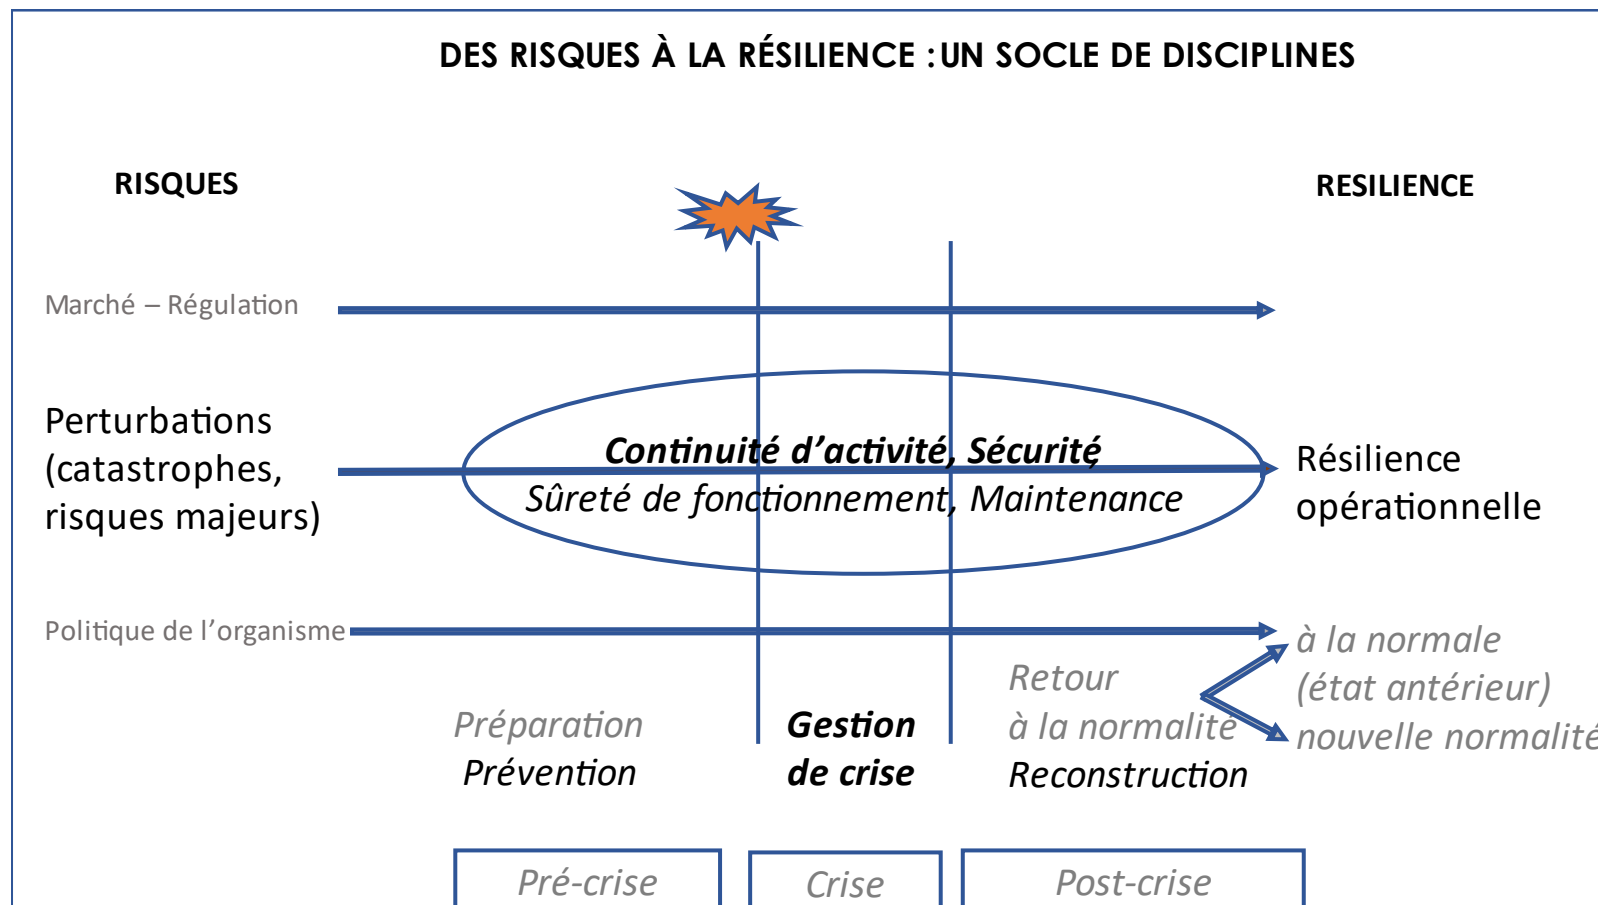 DES RISQUES À LA RÉSILIENCE : UN SOCLE DE DISCIPLINES
RISQUES
RESILIENCE
Marché – Régulation
Perturbations
(catastrophes,
risques majeurs)
Continuité d'activité, Sécurité,
Sûreté de fonctionnement, Maintenance
Résilience
opérationnelle
Politique de l'organisme
Préparation
Prévention
Gestion
de crise
Retour
à la normalité
Reconstruction
à la normale
(état antérieur)
nouvelle normalité
Pré-crise
Crise
Post-crise